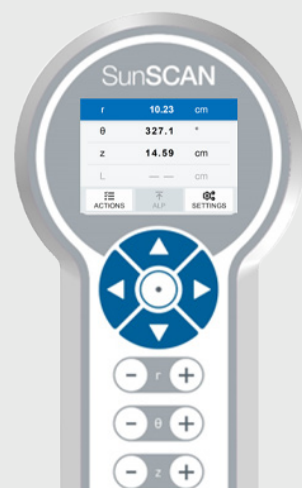 SunSCAN
r 10.23 cm
θ 327.1 °
z 14.59 cm
L — — cm
ACTIONS ALP SETTINGS
− r +
− θ +
− z +